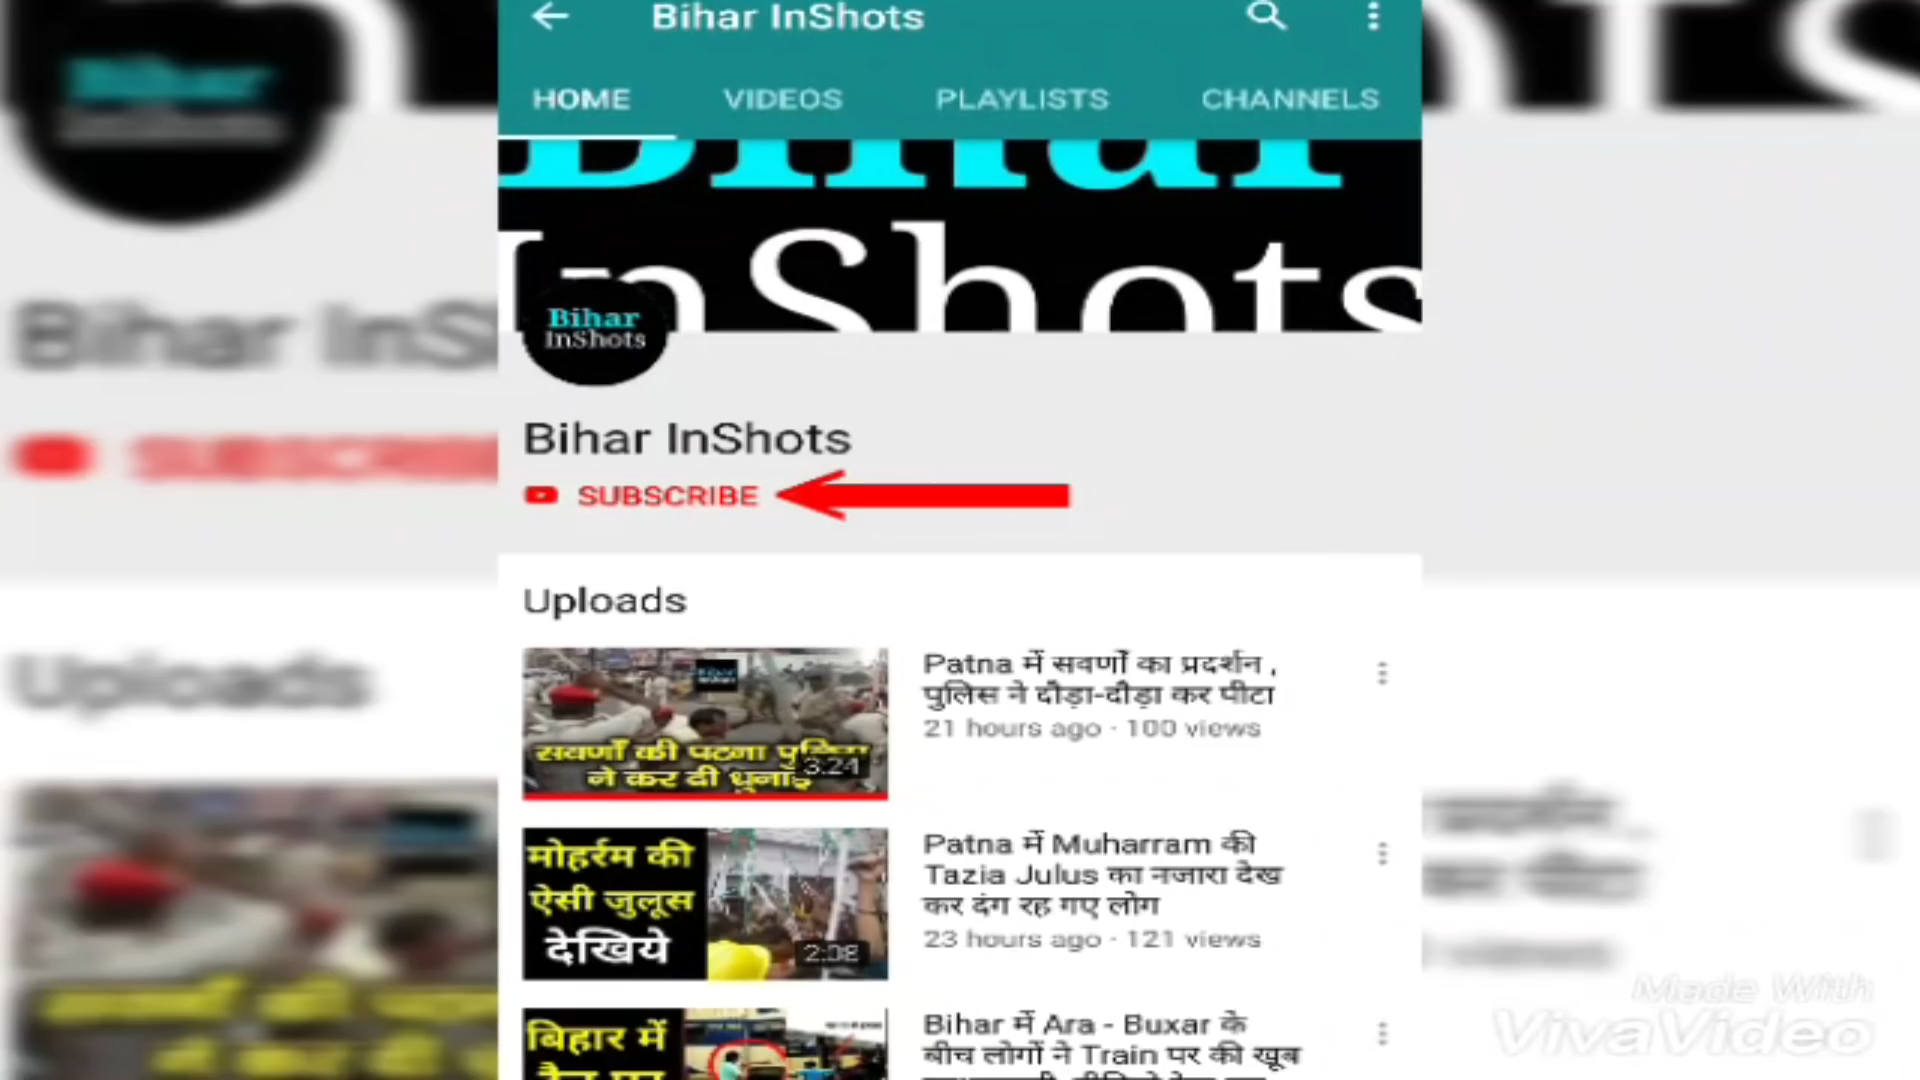 Bihar InShots
HOME VIDEOS PLAYLISTS CHANNELS
Bihar
InShots
Bihar
InShots
Bihar InShots
SUBSCRIBE
Uploads
सवर्णों की पटना पुलिस
ने कर दी धुनाई
3:24
Patna में सवर्णों का प्रदर्शन ,
पुलिस ने दौड़ा-दौड़ा कर पीटा
21 hours ago · 100 views
मोहर्रम की
ऐसी जुलूस
देखिये
2:08
Patna में Muharram की
Tazia Julus का नजारा देख
कर दंग रह गए लोग
23 hours ago · 121 views
बिहार में
Bihar में Ara - Buxar के
बीच लोगों ने Train पर की खूब
Made With
VivaVideo